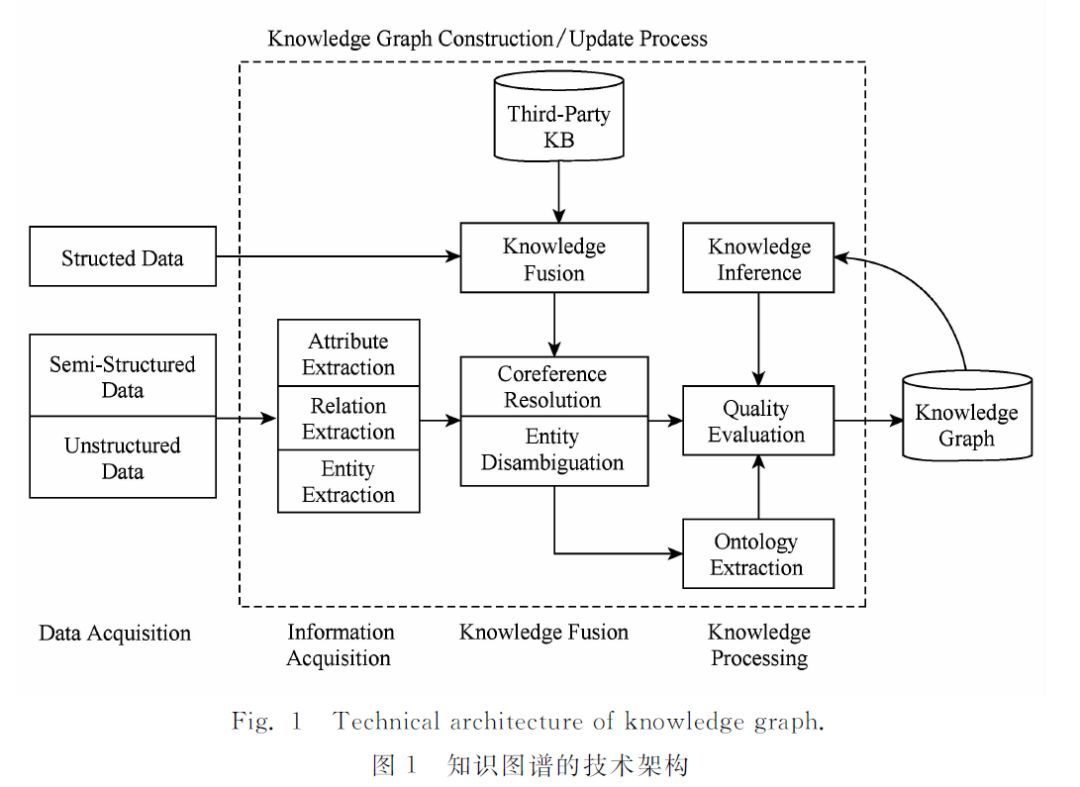 Knowledge Graph Construction/Update Process
Third-Party
KB
Structed Data
Knowledge
Fusion
Knowledge
Inference
Semi-Structured
Data
Unstructured
Data
Attribute
Extraction
Relation
Extraction
Entity
Extraction
Coreference
Resolution
Entity
Disambiguation
Quality
Evaluation
Knowledge
Graph
Ontology
Extraction
Data Acquisition
Information
Acquisition
Knowledge Fusion
Knowledge
Processing
Fig. 1 Technical architecture of knowledge graph.
图 1 知识图谱的技术架构